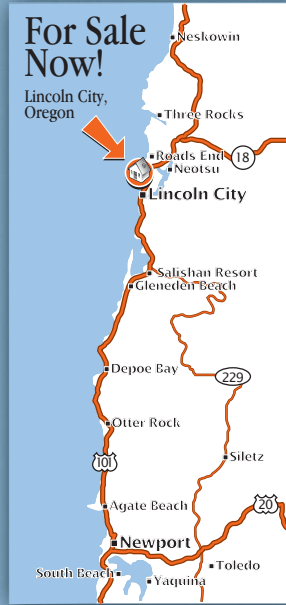 For Sale
Now!
Lincoln City,
Oregon
Neskowin
Three Rocks
Roads End
18
Neotsu
Lincoln City
Salishan Resort
Gleneden Beach
229
Depoe Bay
Otter Rock
101
Siletz
Agate Beach
20
Newport
Toledo
South Beach
Yaquina